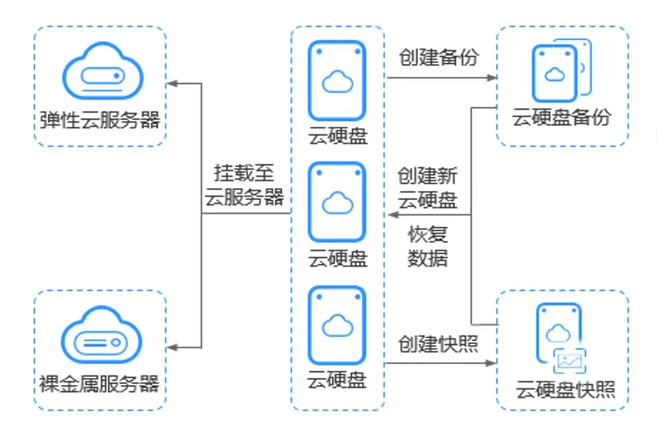 弹性云服务器
挂载至
云服务器
裸金属服务器
云硬盘
云硬盘
云硬盘
创建备份
创建新
云硬盘
恢复
数据
创建快照
云硬盘备份
云硬盘快照